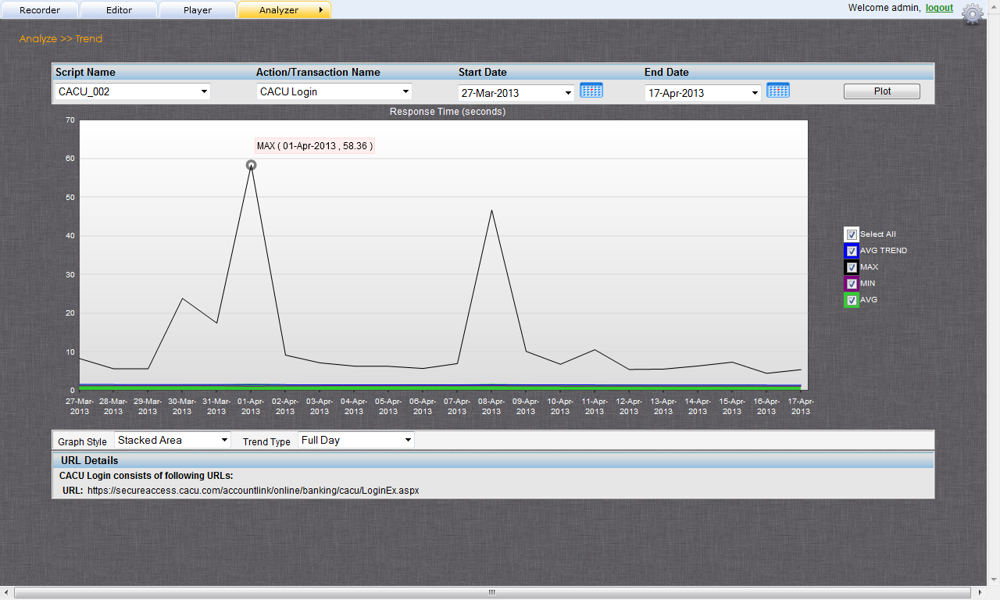 Recorder Editor Player Analyzer Welcome admin, logout
Analyze >> Trend
Script Name Action/Transaction Name Start Date End Date
CACU_002 CACU Login 27-Mar-2013 17-Apr-2013 Plot
Response Time (seconds)
70
MAX ( 01-Apr-2013 , 58.36 )
60
50
40
30
20
10
0
Select All
AVG TREND
MAX
MIN
AVG
27-Mar- 28-Mar- 29-Mar- 30-Mar- 31-Mar- 01-Apr- 02-Apr- 03-Apr- 04-Apr- 05-Apr- 06-Apr- 07-Apr- 08-Apr- 09-Apr- 10-Apr- 11-Apr- 12-Apr- 13-Apr- 14-Apr- 15-Apr- 16-Apr- 17-Apr-
2013 2013 2013 2013 2013 2013 2013 2013 2013 2013 2013 2013 2013 2013 2013 2013 2013 2013 2013 2013 2013 2013
Graph Style Stacked Area Trend Type Full Day
URL Details
CACU Login consists of following URLs:
URL: https://secureaccess.cacu.com/accountlink/online/banking/cacu/LoginEx.aspx